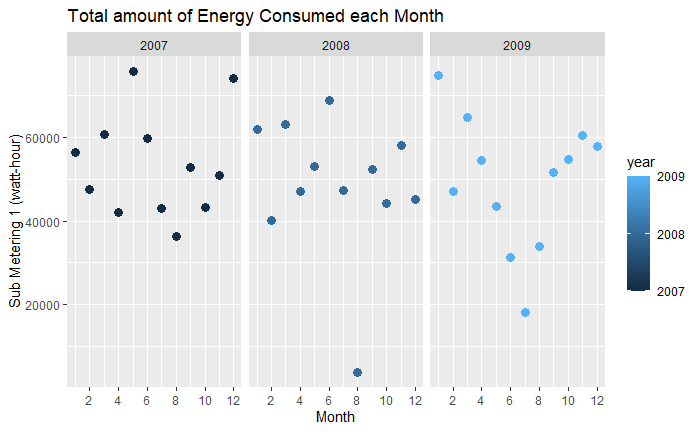 Total amount of Energy Consumed each Month
2007 2008 2009
Sub Metering 1 (watt-hour)
60000
40000
20000
2 4 6 8 10 12 2 4 6 8 10 12 2 4 6 8 10 12
Month
year
2009
2008
2007